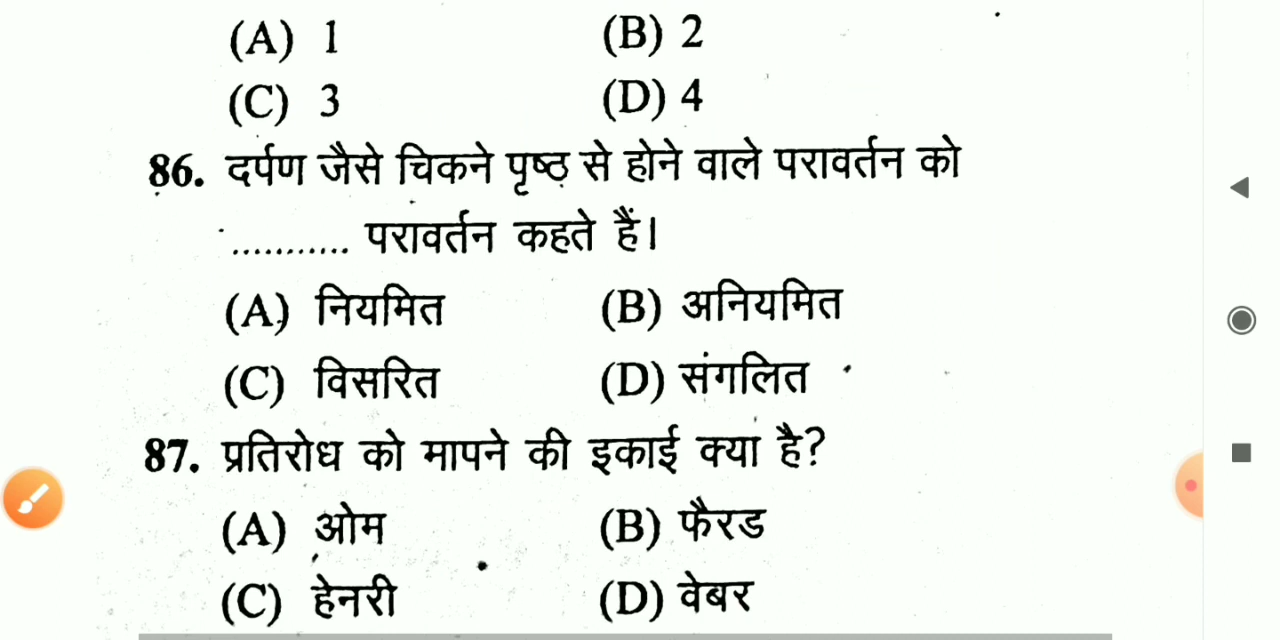 (A) 1 (B) 2
(C) 3 (D) 4
86. दर्पण जैसे चिकने पृष्ठ से होने वाले परावर्तन को
............ परावर्तन कहते हैं।
(A) नियमित (B) अनियमित
(C) विसरित (D) संगलित
87. प्रतिरोध को मापने की इकाई क्या है?
(A) ओम (B) फैरड
(C) हेनरी (D) वेबर